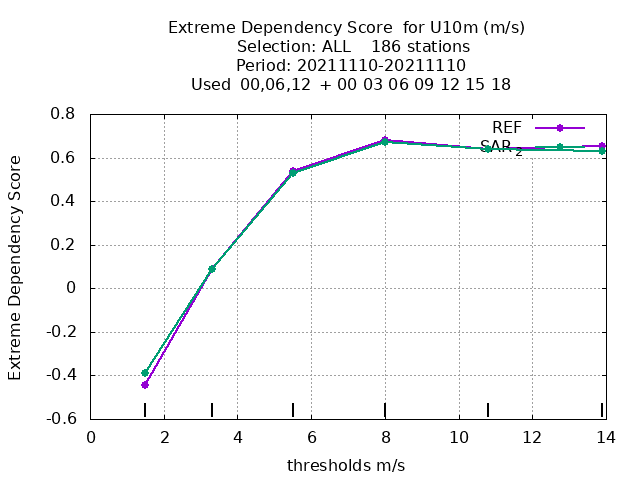 Extreme Dependency Score  for U10m (m/s)
Selection: ALL    186 stations
Period: 20211110-20211110
Used  00,06,12  + 00 03 06 09 12 15 18
Extreme Dependency Score
0.8
0.6
0.4
0.2
0
-0.2
-0.4
-0.6
REF
SAR2
0 2 4 6 8 10 12 14
thresholds m/s